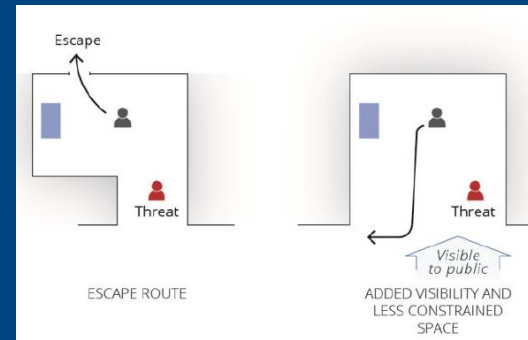 Escape
Threat
ESCAPE ROUTE
Threat
Visible
to public
ADDED VISIBILITY AND
LESS CONSTRAINED
SPACE